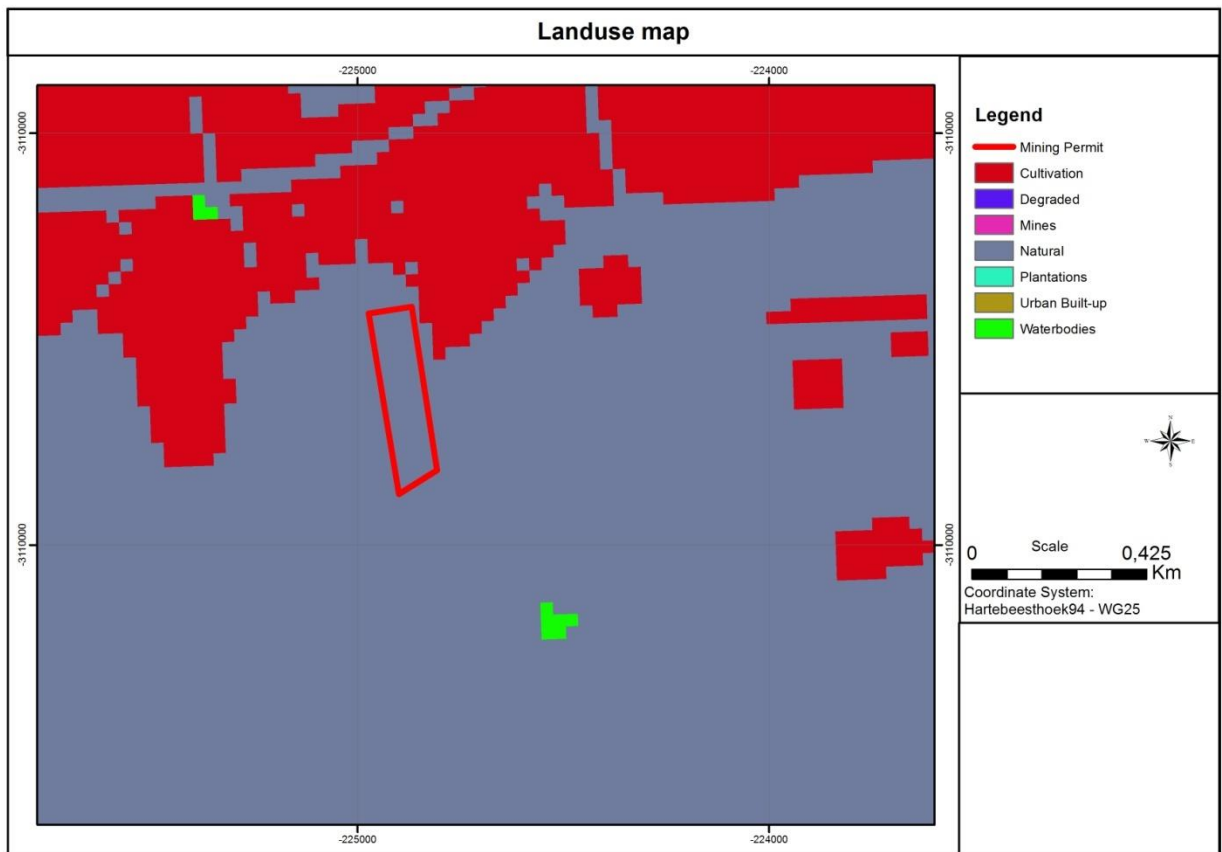 Landuse map
-225000
-224000
-3110000
-3110000
-3110000
-3110000
-225000
-224000
Legend
Mining Permit
Cultivation
Degraded
Mines
Natural
Plantations
Urban Built-up
Waterbodies
N
W E
S
0 Scale 0,425
Km
Coordinate System:
Hartebeesthoek94 - WG25